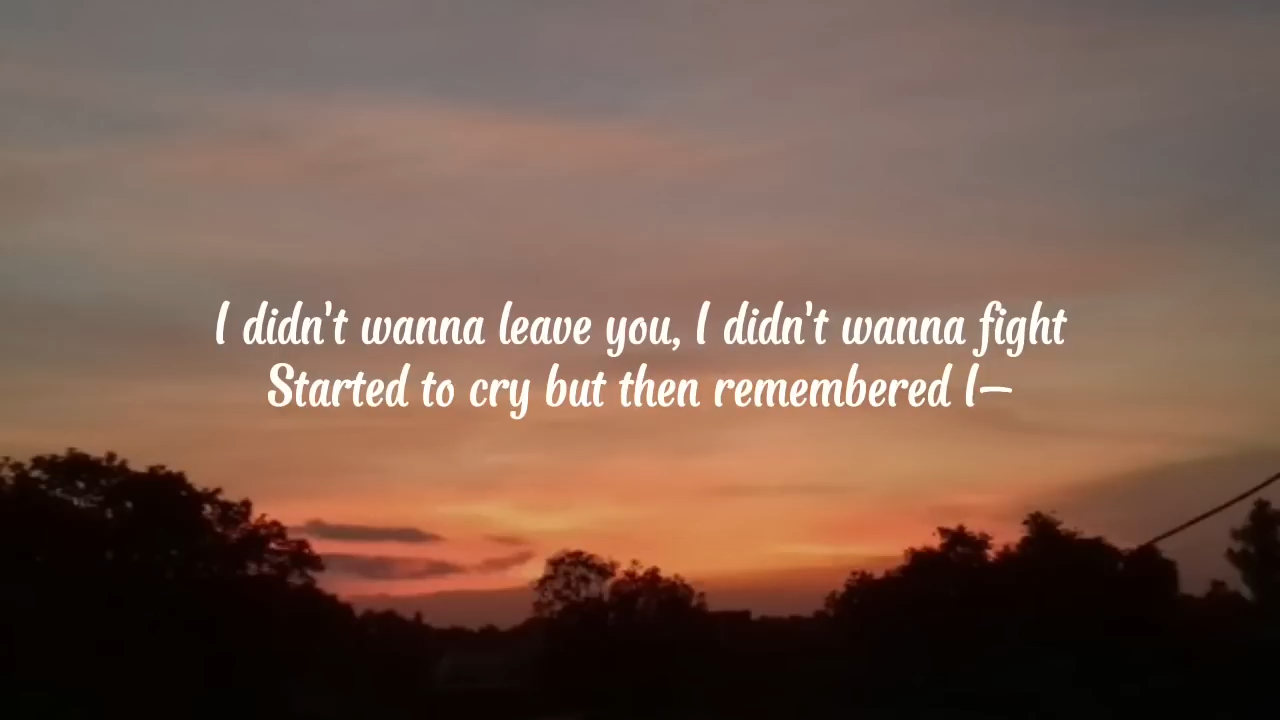 I didn't wanna leave you, I didn't wanna fight
Started to cry but then remembered I—